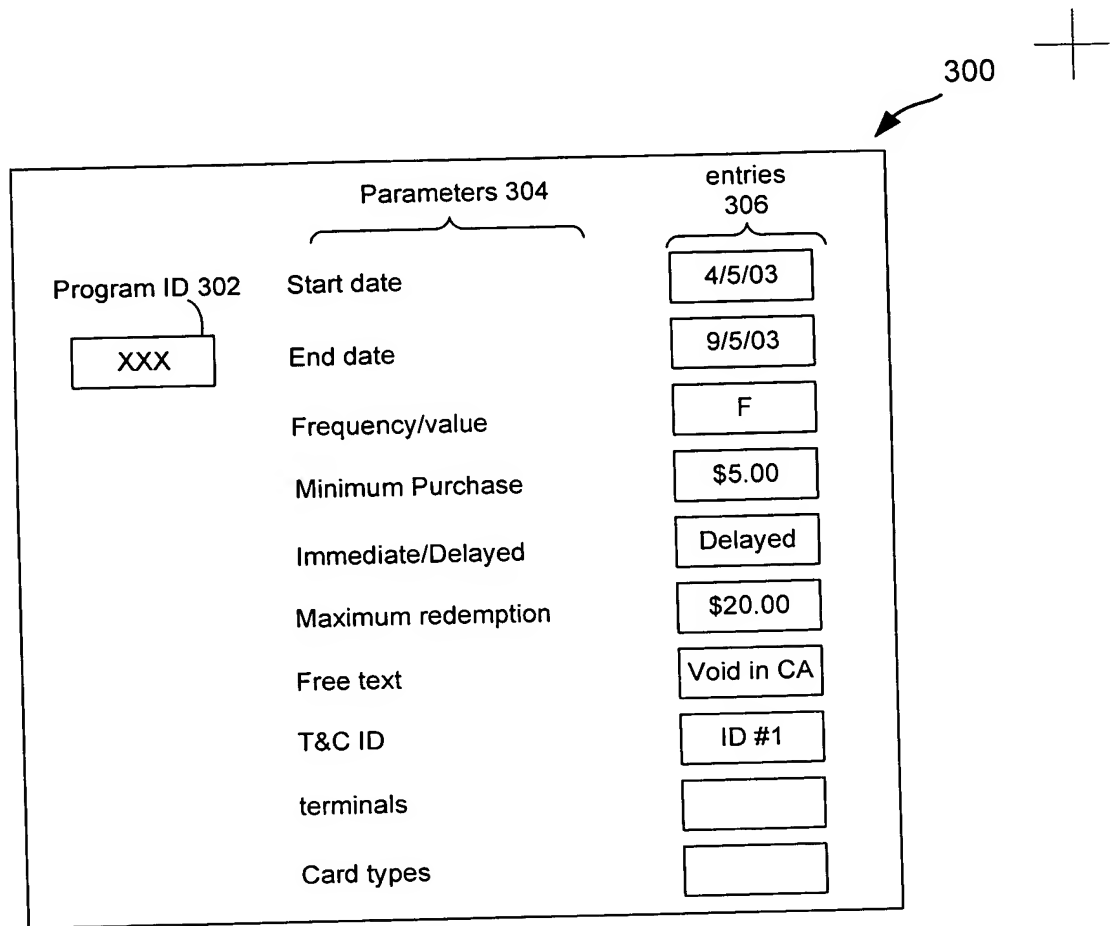 300
Parameters 304
entries
306
Program ID 302
XXX
Start date 4/5/03
End date 9/5/03
Frequency/value F
Minimum Purchase $5.00
Immediate/Delayed Delayed
Maximum redemption $20.00
Free text Void in CA
T&C ID ID #1
terminals
Card types